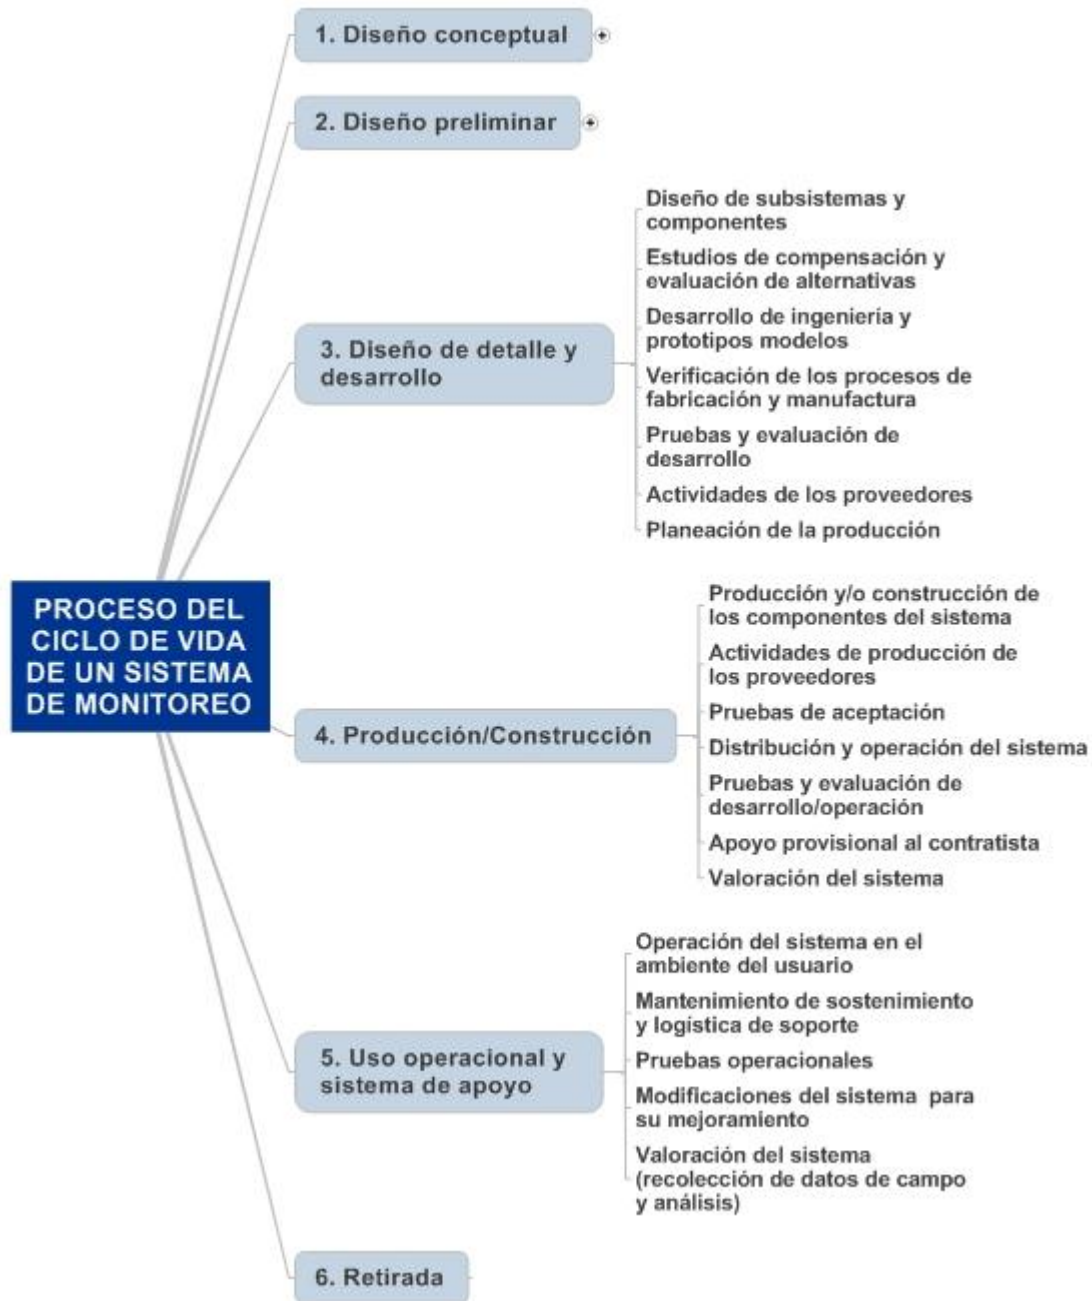 1. Diseño conceptual
2. Diseño preliminar
Diseño de subsistemas y
componentes
Estudios de compensación y
evaluación de alternativas
Desarrollo de ingeniería y
prototipos modelos
3. Diseño de detalle y
desarrollo
Verificación de los procesos de
fabricación y manufactura
Pruebas y evaluación de
desarrollo
Actividades de los proveedores
Planeación de la producción
PROCESO DEL
CICLO DE VIDA
DE UN SISTEMA
DE MONITOREO
Producción y/o construcción de
los componentes del sistema
Actividades de producción de
los proveedores
Pruebas de aceptación
4. Producción/Construcción
Distribución y operación del sistema
Pruebas y evaluación de
desarrollo/operación
Apoyo provisional al contratista
Valoración del sistema
Operación del sistema en el
ambiente del usuario
Mantenimiento de sostenimiento
y logística de soporte
5. Uso operacional y
sistema de apoyo
Pruebas operacionales
Modificaciones del sistema para
su mejoramiento
Valoración del sistema
(recolección de datos de campo
y análisis)
6. Retirada